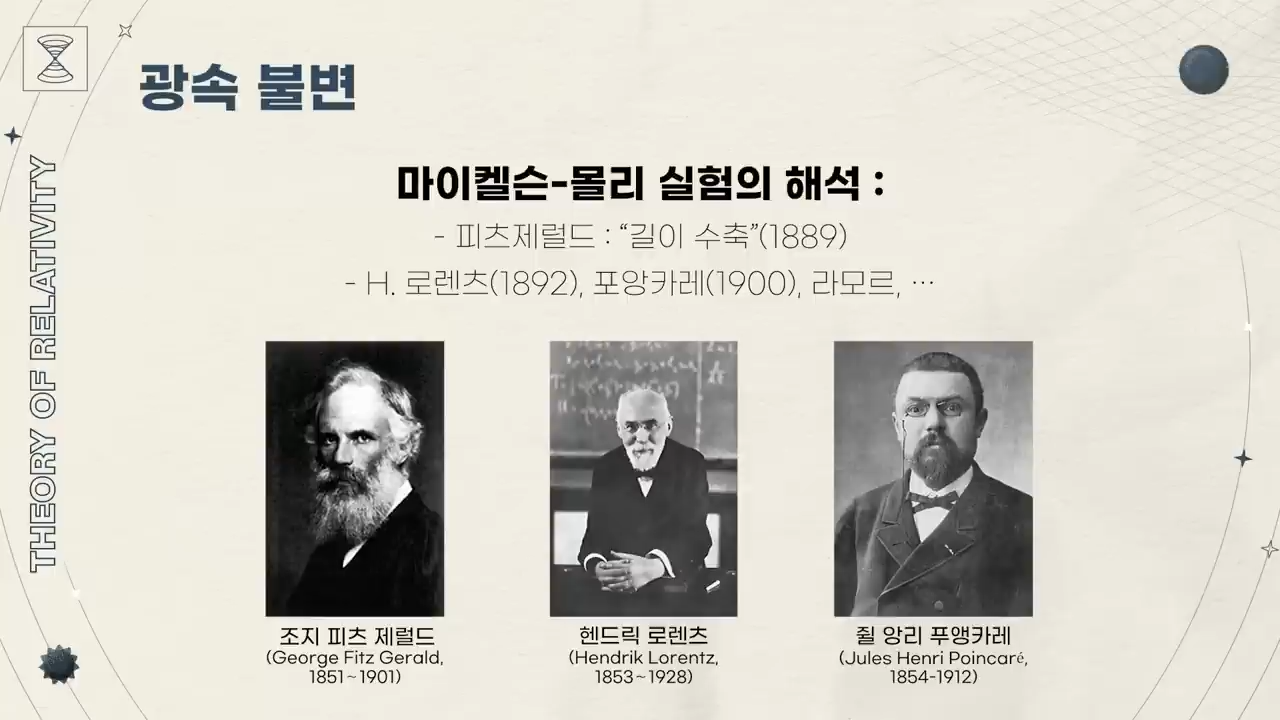 광속 불변
THEORY OF RELATIVITY
마이켈슨-몰리 실험의 해석 :
- 피츠제럴드 : “길이 수축”(1889)
- H. 로렌츠(1892), 포앙카레(1900), 라모르, ⋯
조지 피츠 제럴드
(George Fitz Gerald,
1851~1901)
헨드릭 로렌츠
(Hendrik Lorentz,
1853~1928)
쥘 앙리 푸앵카레
(Jules Henri Poincaré,
1854-1912)